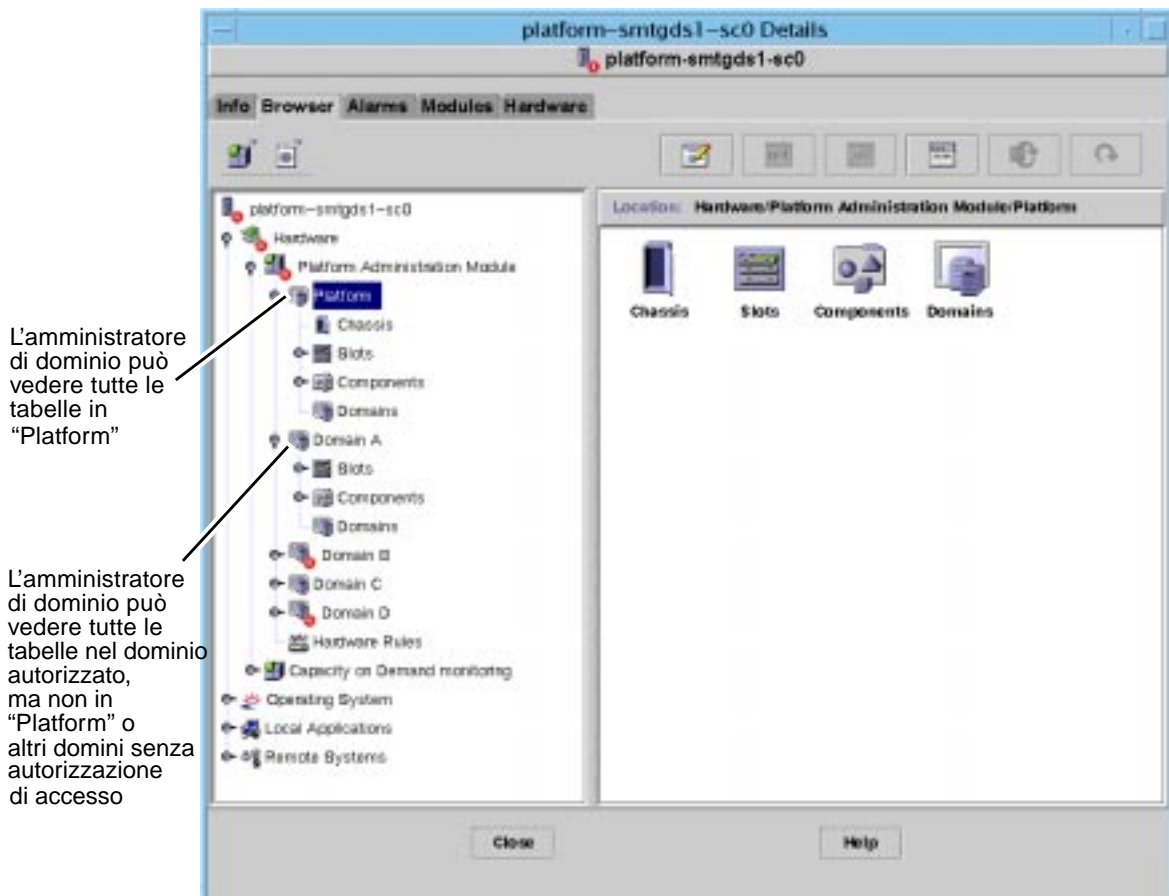 platform-smtgds1-sc0 Details
platform-smtgds1-sc0
Info Browser Alarms Modules Hardware
platform-smtgds1-sc0
Hardware
Platform Administration Module
Platform
Chassis
Slots
Components
Domains
Domain A
Slots
Components
Domains
Domain B
Domain C
Domain D
Hardware Rules
Capacity on Demand monitoring
Operating System
Local Applications
Remote Systems
Location: Hardware/Platform Administration Module/Platform
Chassis Slots Components Domains
L'amministratore
di dominio può
vedere tutte le
tabelle in
“Platform”
L'amministratore
di dominio può
vedere tutte le
tabelle nel dominio
autorizzato,
ma non in
“Platform” o
altri domini senza
autorizzazione
di accesso
Close Help